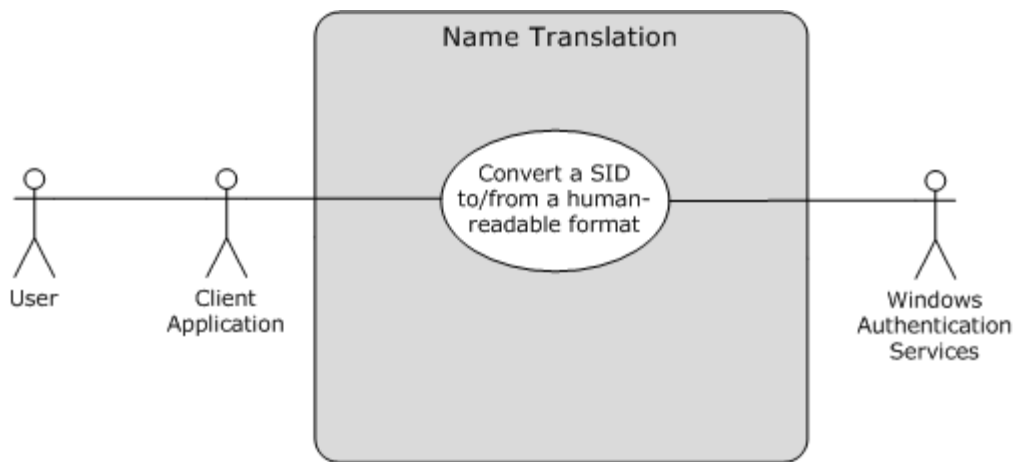 Name Translation
Convert a SID
to/from a human-
readable format
User
Client
Application
Windows
Authentication
Services